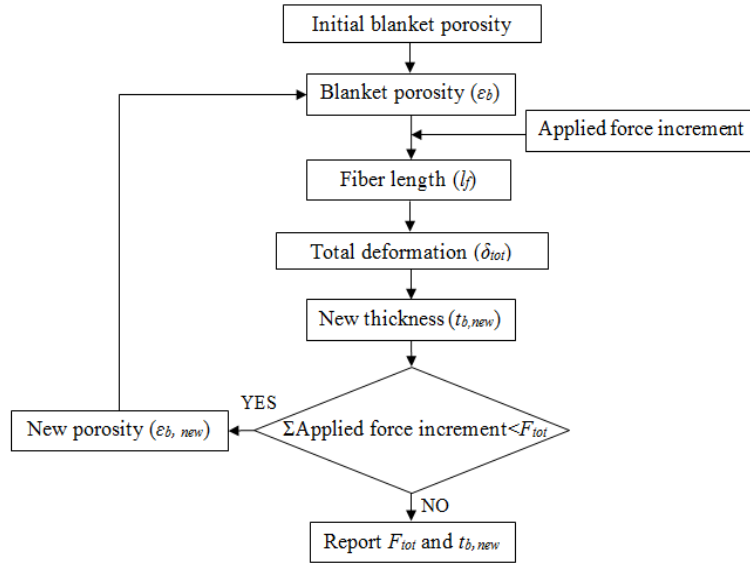 Initial blanket porosity
Blanket porosity (εb)
Applied force increment
Fiber length (lf)
Total deformation (δtot)
New thickness (tb,new)
YES
New porosity (εb, new)
ΣApplied force increment<Ftot
NO
Report Ftot and tb,new